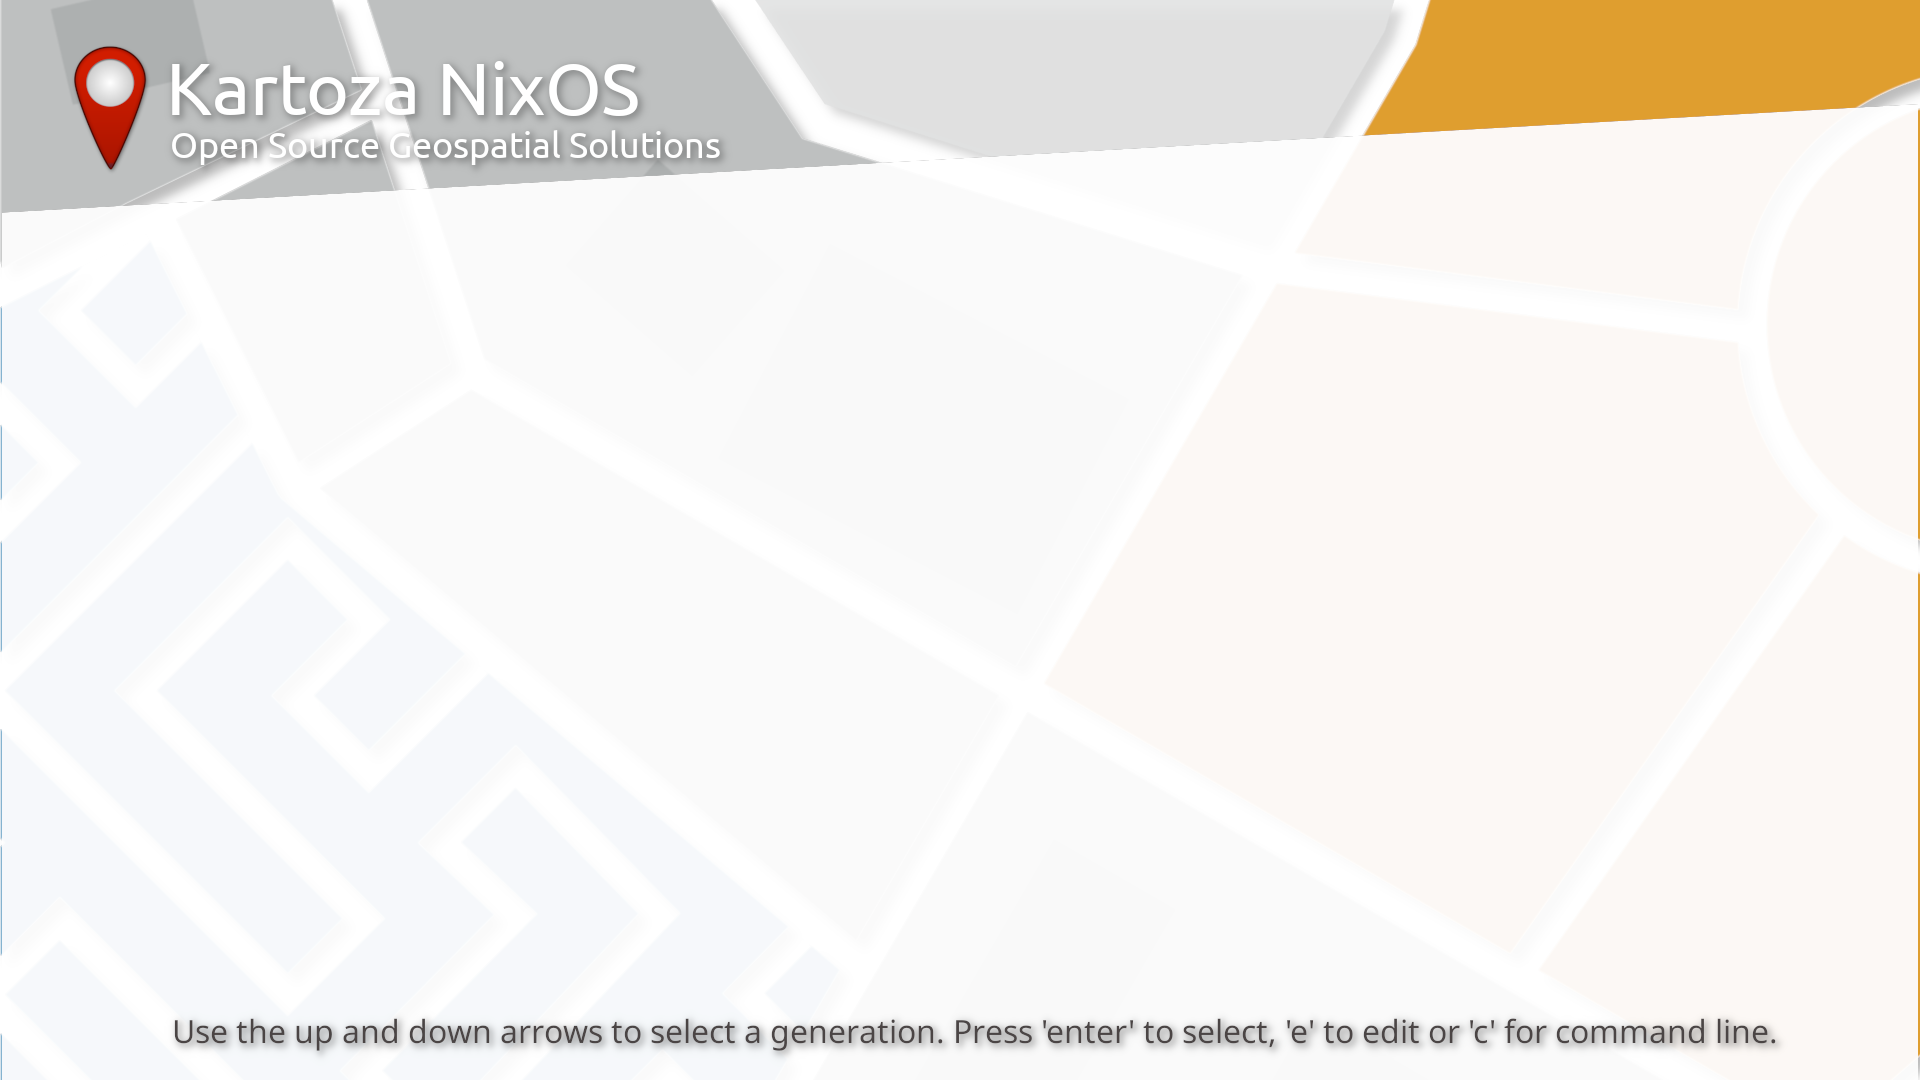 Kartoza NixOS
Open Source Geospatial Solutions
Use the up and down arrows to select a generation. Press 'enter' to select, 'e' to edit or 'c' for command line.